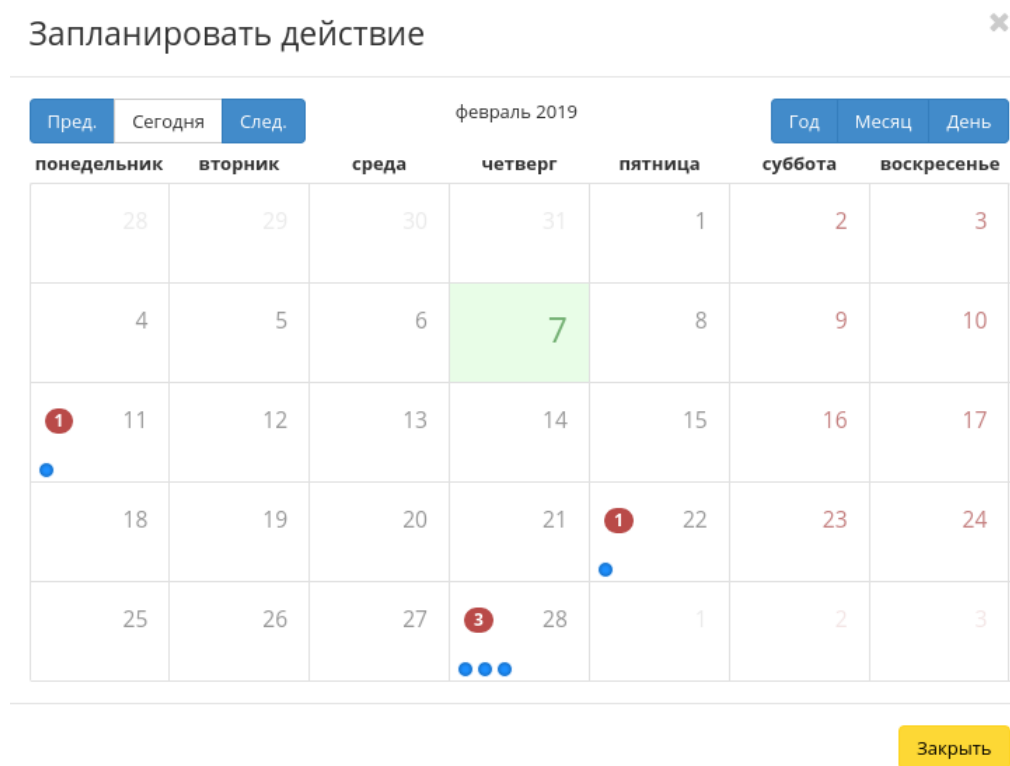 Запланировать действие ✖
Пред. Сегодня След. февраль 2019 Год Месяц День
понедельник вторник среда четверг пятница суббота воскресенье
28 29 30 31 1 2 3
4 5 6 7 8 9 10
1 11 12 13 14 15 16 17
18 19 20 21 1 22 23 24
25 26 27 3 28 1 2 3
Закрыть